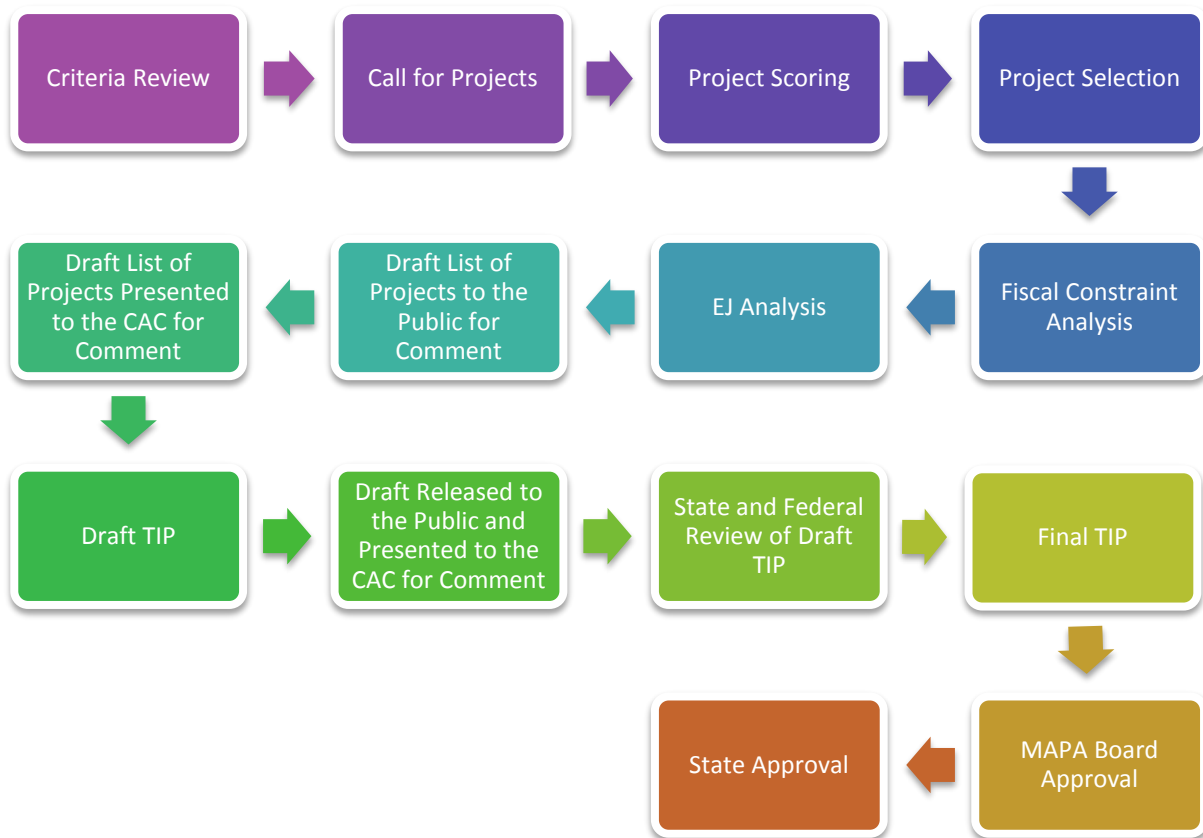 Criteria Review
Call for Projects
Project Scoring
Project Selection
Fiscal Constraint
Analysis
EJ Analysis
Draft List of
Projects to the
Public for
Comment
Draft List of
Projects Presented
to the CAC for
Comment
Draft TIP
Draft Released to
the Public and
Presented to the
CAC for Comment
State and Federal
Review of Draft
TIP
Final TIP
MAPA Board
Approval
State Approval